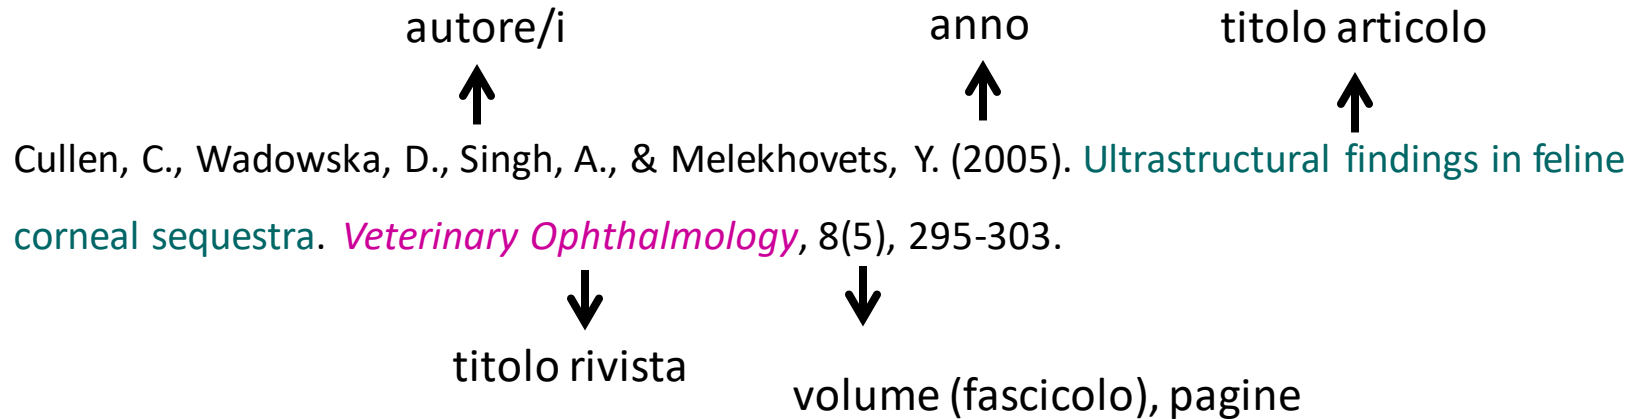 autore/i anno titolo articolo
Cullen, C., Wadowska, D., Singh, A., & Melekhovets, Y. (2005). Ultrastructural findings in feline
corneal sequestra. Veterinary Ophthalmology, 8(5), 295-303.
titolo rivista
volume (fascicolo), pagine